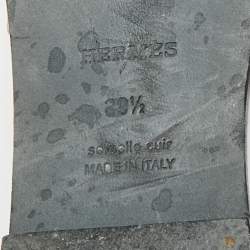 HERMES
39½
semelle cuir
MADE IN ITALY